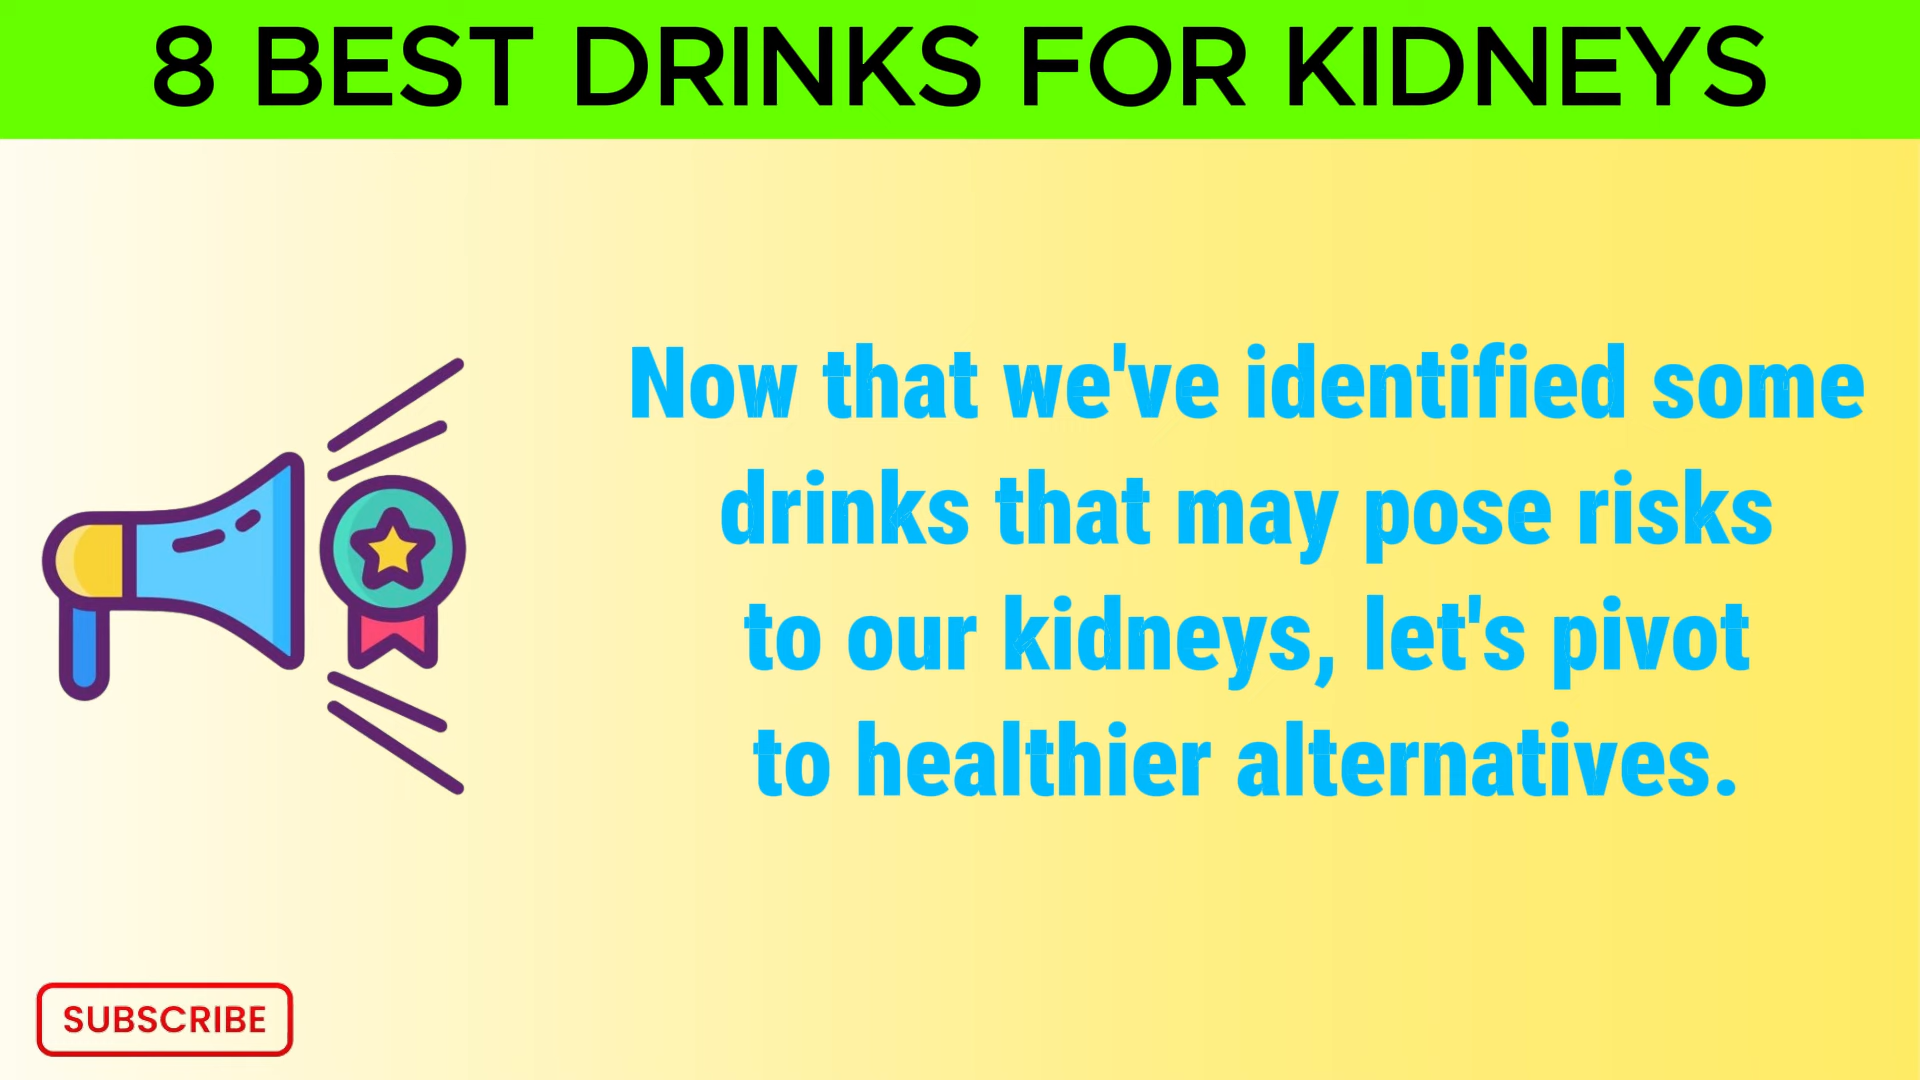 8 BEST DRINKS FOR KIDNEYS
Now that we've identified some
drinks that may pose risks
to our kidneys, let's pivot
to healthier alternatives.
SUBSCRIBE